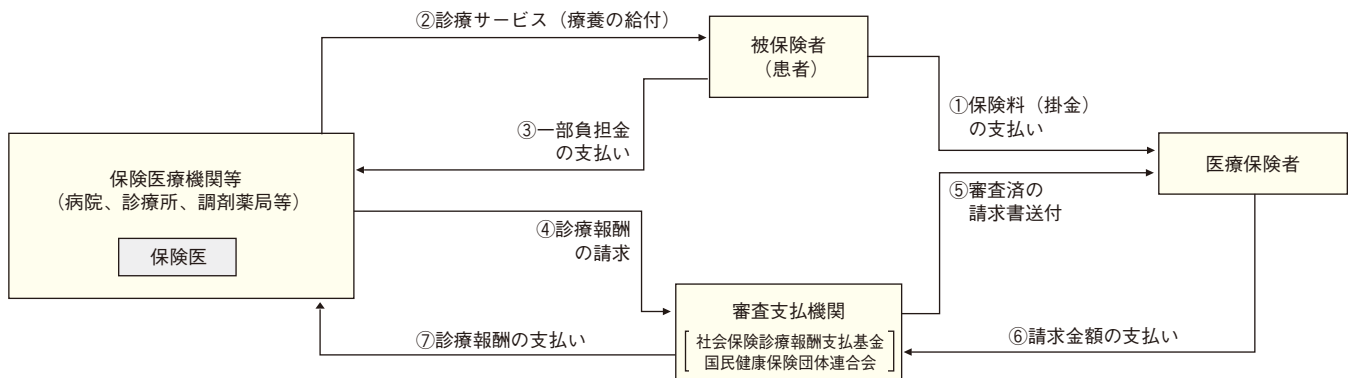 ②診療サービス（療養の給付）
被保険者
（患者）
①保険料（掛金）
の支払い
③一部負担金
の支払い
保険医療機関等
（病院、診療所、調剤薬局等）
保険医
医療保険者
⑤審査済の
請求書送付
④診療報酬
の請求
審査支払機関
社会保険診療報酬支払基金
国民健康保険団体連合会
⑦診療報酬の支払い
⑥請求金額の支払い